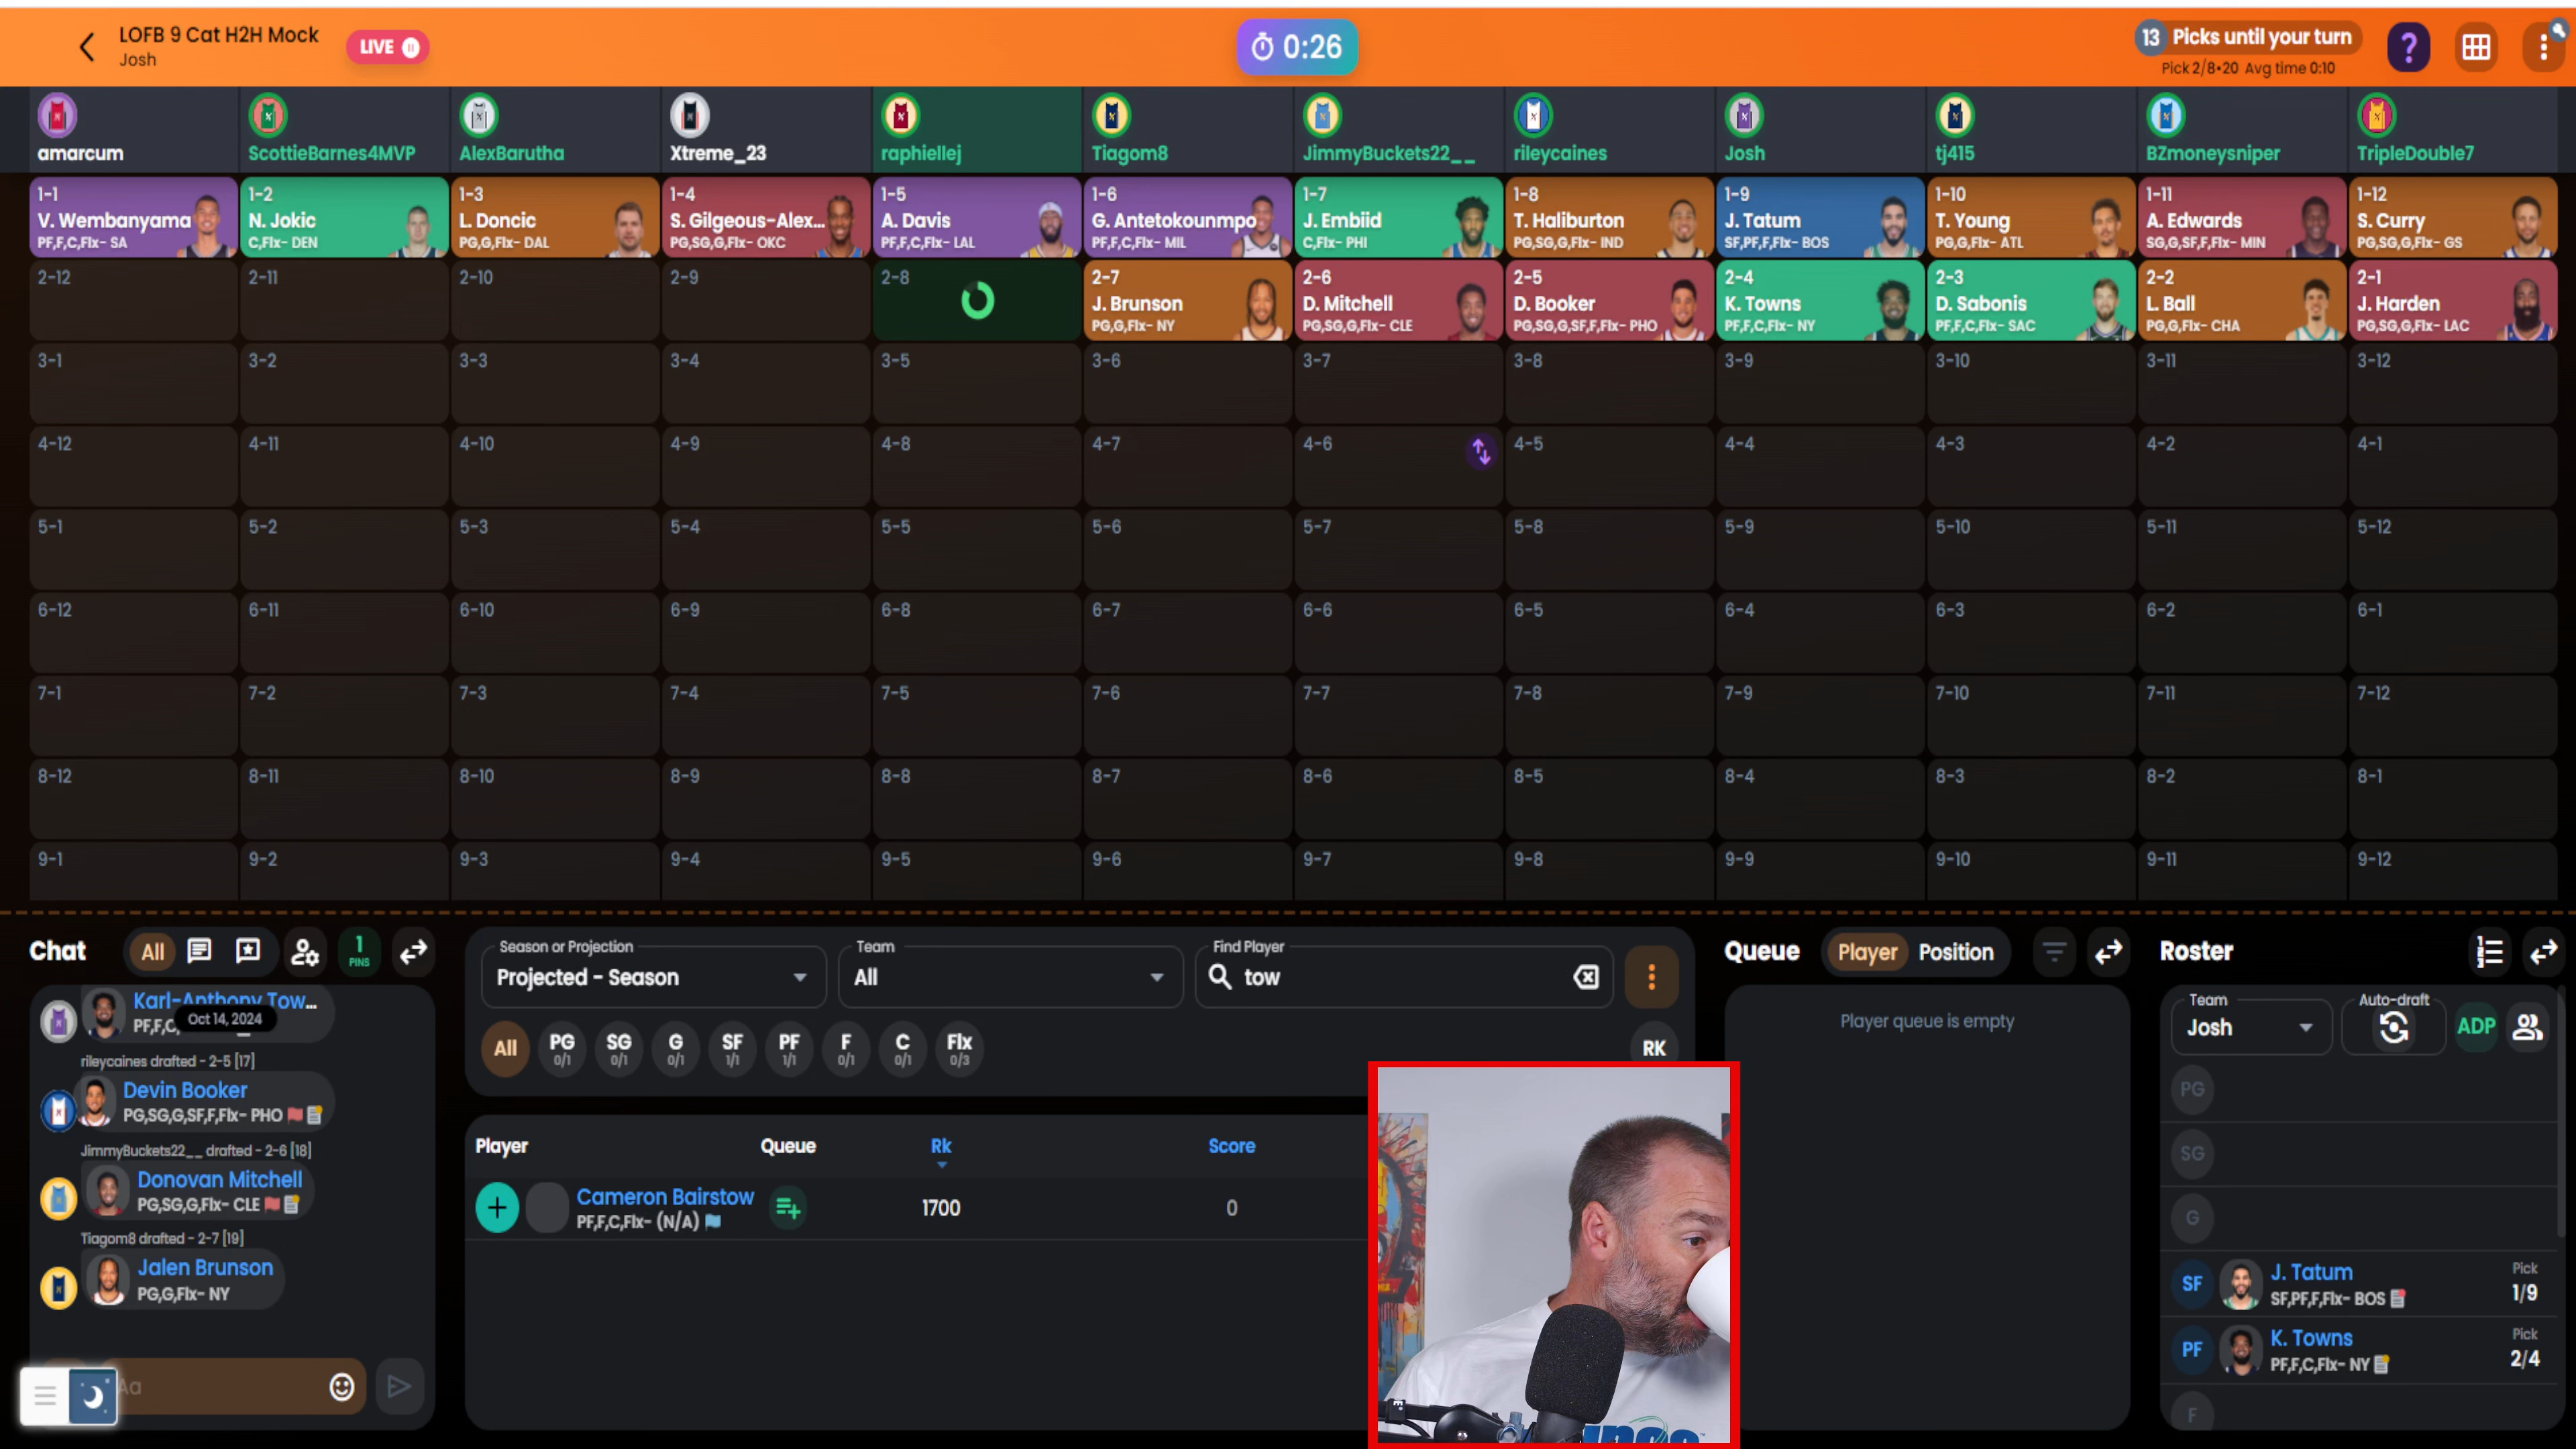 LOFB 9 Cat H2H Mock
Josh
LIVE
0:26
13 Picks until your turn
Pick 2/8•20 Avg time 0:10
?
amarcum
ScottieBarnes4MVP
AlexBarutha
Xtreme_23
raphiellej
Tiagom8
JimmyBuckets22__
rileycaines
Josh
tj415
BZmoneysniper
TripleDouble7
1-1
V. Wembanyama
PF,F,C,Flx- SA
1-2
N. Jokic
C,Flx- DEN
1-3
L. Doncic
PG,G,Flx- DAL
1-4
S. Gilgeous-Alex...
PG,SG,G,Flx- OKC
1-5
A. Davis
PF,F,C,Flx- LAL
1-6
G. Antetokounmpo
PF,F,C,Flx- MIL
1-7
J. Embiid
C,Flx- PHI
1-8
T. Haliburton
PG,SG,G,Flx- IND
1-9
J. Tatum
SF,PF,F,Flx- BOS
1-10
T. Young
PG,G,Flx- ATL
1-11
A. Edwards
SG,G,SF,F,Flx- MIN
1-12
S. Curry
PG,SG,G,Flx- GS
2-12
2-11
2-10
2-9
2-8
2-7
J. Brunson
PG,G,Flx- NY
2-6
D. Mitchell
PG,SG,G,Flx- CLE
2-5
D. Booker
PG,SG,G,SF,F,Flx- PHO
2-4
K. Towns
PF,F,C,Flx- NY
2-3
D. Sabonis
PF,F,C,Flx- SAC
2-2
L. Ball
PG,G,Flx- CHA
2-1
J. Harden
PG,SG,G,Flx- LAC
3-1 3-2 3-3 3-4 3-5 3-6 3-7 3-8 3-9 3-10 3-11 3-12
4-12 4-11 4-10 4-9 4-8 4-7 4-6 4-5 4-4 4-3 4-2 4-1
5-1 5-2 5-3 5-4 5-5 5-6 5-7 5-8 5-9 5-10 5-11 5-12
6-12 6-11 6-10 6-9 6-8 6-7 6-6 6-5 6-4 6-3 6-2 6-1
7-1 7-2 7-3 7-4 7-5 7-6 7-7 7-8 7-9 7-10 7-11 7-12
8-12 8-11 8-10 8-9 8-8 8-7 8-6 8-5 8-4 8-3 8-2 8-1
9-1 9-2 9-3 9-4 9-5 9-6 9-7 9-8 9-9 9-10 9-11 9-12
Chat
All
1
PINS
Karl-Anthony Tow...
PF,F,C,
Oct 14, 2024
rileycaines drafted - 2-5 [17]
Devin Booker
PG,SG,G,SF,F,Flx- PHO
JimmyBuckets22__ drafted - 2-6 [18]
Donovan Mitchell
PG,SG,G,Flx- CLE
Tiagom8 drafted - 2-7 [19]
Jalen Brunson
PG,G,Flx- NY
Aa
Season or Projection
Projected - Season
Team
All
Find Player
tow
All
PG
0/1
SG
0/1
G
0/1
SF
1/1
PF
1/1
F
0/1
C
0/1
Flx
0/3
RK
Player Queue Rk Score
Cameron Bairstow
PF,F,C,Flx- (N/A)
1700
0
Queue
Player
Position
Player queue is empty
Roster
Team
Josh
Auto-draft
ADP
PG
SG
G
SF
J. Tatum
SF,PF,F,Flx- BOS
Pick
1/9
PF
K. Towns
PF,F,C,Flx- NY
Pick
2/4
F